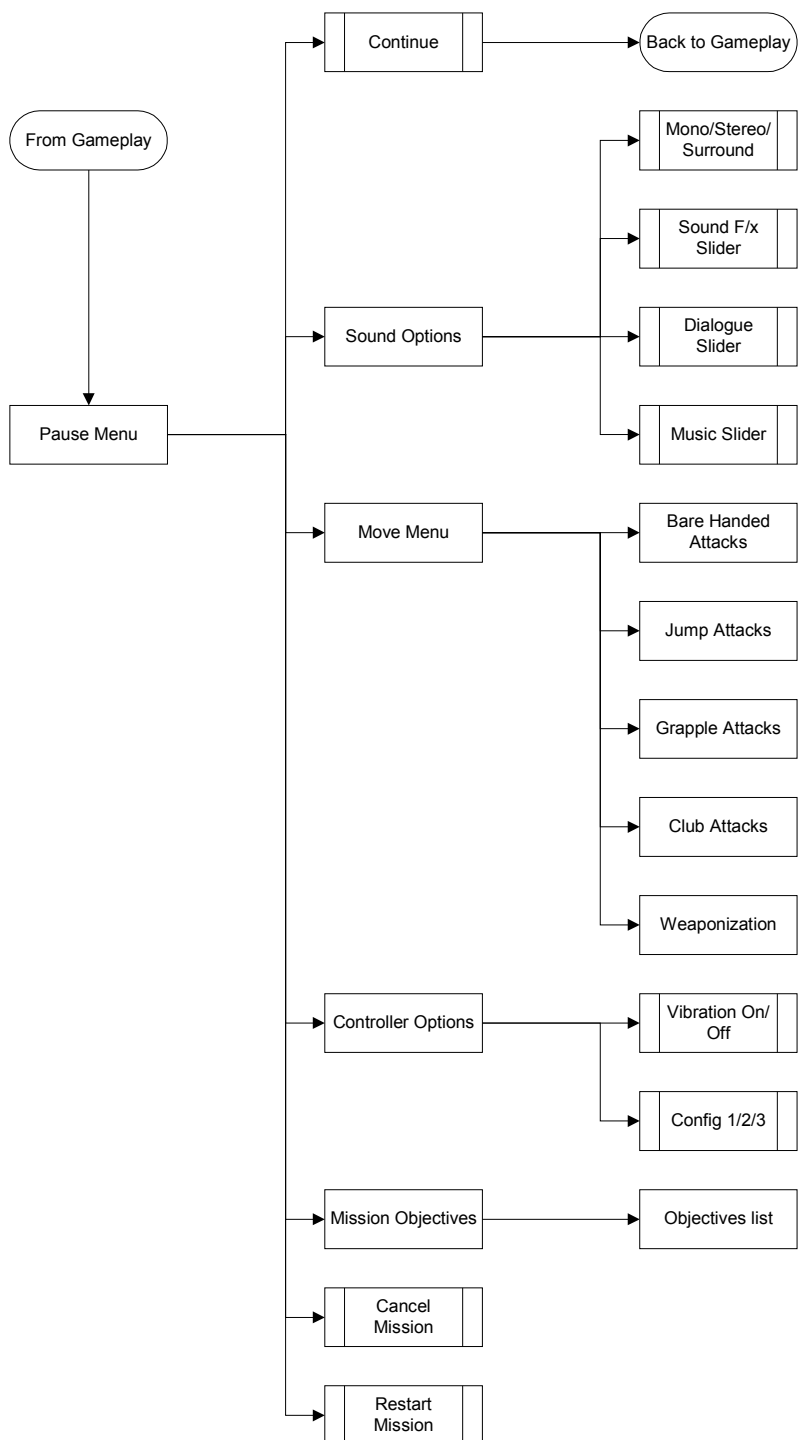 Continue
Back to Gameplay
From Gameplay
Mono/Stereo/
Surround
Sound F/x
Slider
Sound Options
Dialogue
Slider
Pause Menu
Music Slider
Move Menu
Bare Handed
Attacks
Jump Attacks
Grapple Attacks
Club Attacks
Weaponization
Controller Options
Vibration On/
Off
Config 1/2/3
Mission Objectives
Objectives list
Cancel
Mission
Restart
Mission